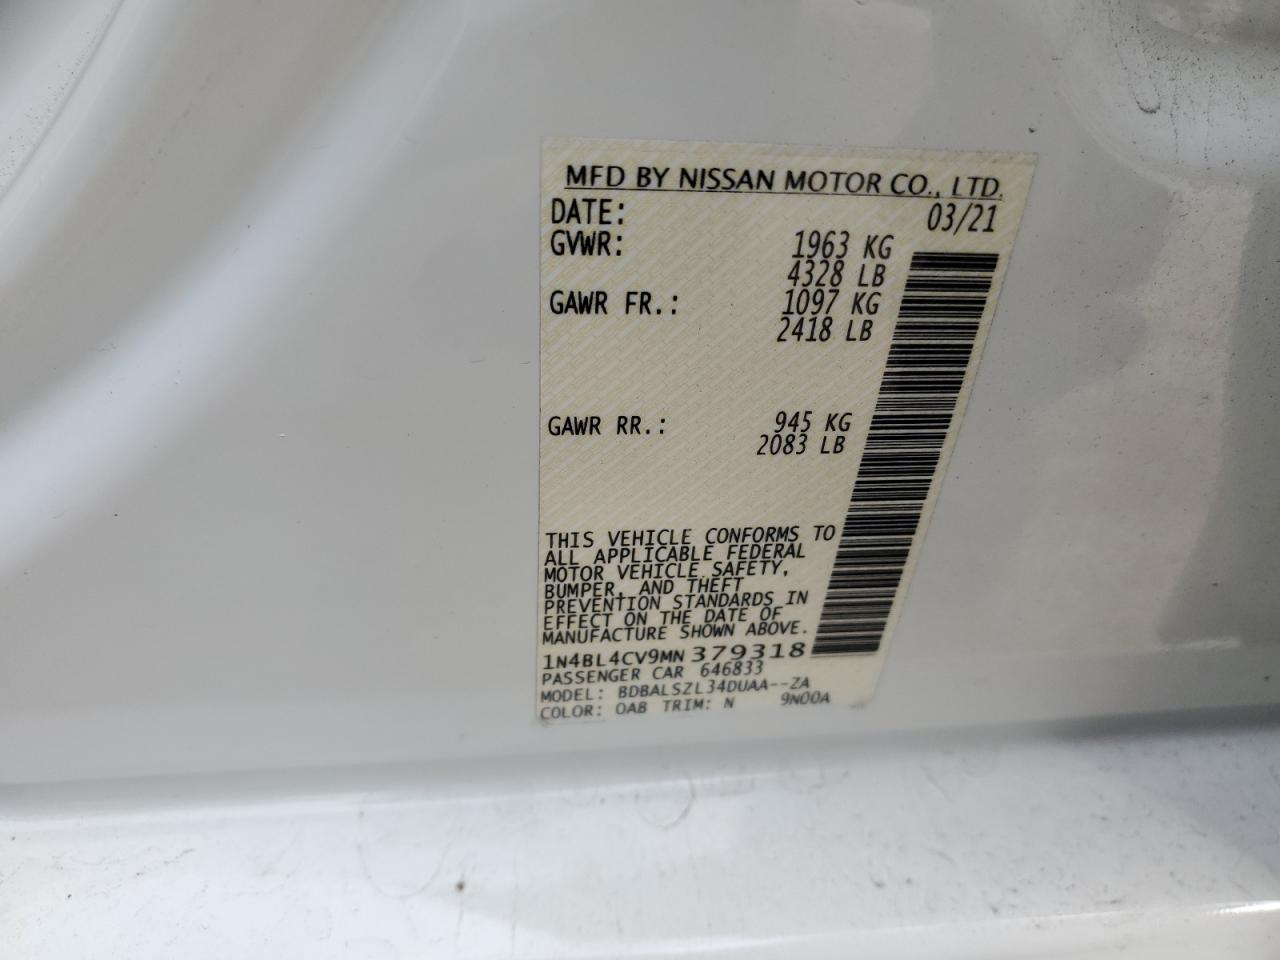 MFD BY NISSAN MOTOR CO., LTD.
DATE: 03/21
GVWR: 1963 KG
4328 LB
GAWR FR.: 1097 KG
2418 LB
GAWR RR.: 945 KG
2083 LB
THIS VEHICLE CONFORMS TO
ALL APPLICABLE FEDERAL
MOTOR VEHICLE SAFETY,
BUMPER, AND THEFT
PREVENTION STANDARDS IN
EFFECT ON THE DATE OF
MANUFACTURE SHOWN ABOVE.
1N4BL4CV9MN379318
PASSENGER CAR 646833
MODEL: BDBALSZL34DUAA--ZA
COLOR: QAB TRIM: N 9N00A